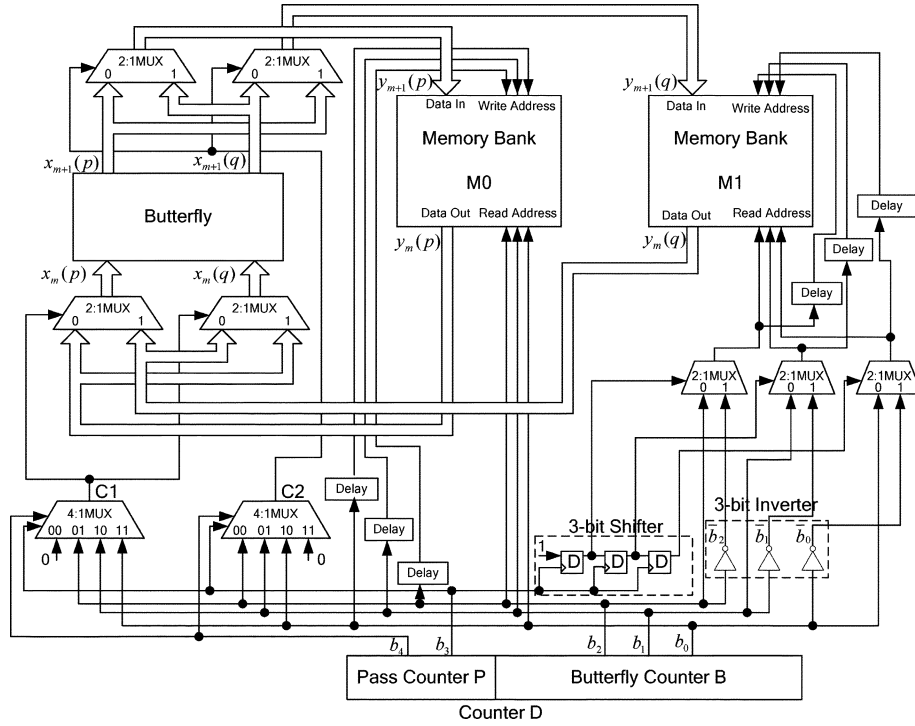 2:1MUX
0 1
2:1MUX
0 1
y_{m+1}(p)
Data In Write Address
Memory Bank
M0
Data Out Read Address
y_m(p)
y_{m+1}(q)
Data In Write Address
Memory Bank
M1
Data Out Read Address
y_m(q)
x_{m+1}(p)
x_{m+1}(q)
Butterfly
x_m(p)
x_m(q)
2:1MUX
0 1
2:1MUX
0 1
Delay
Delay
Delay
2:1MUX
0 1
2:1MUX
0 1
2:1MUX
0 1
C1
4:1MUX
00 01 10 11
0
C2
4:1MUX
00 01 10 11
0
Delay
Delay
Delay
3-bit Shifter
1
D
D
D
3-bit Inverter
b_2
b_1
b_0
b_4
b_3
b_2
b_1
b_0
Pass Counter P
Butterfly Counter B
Counter D